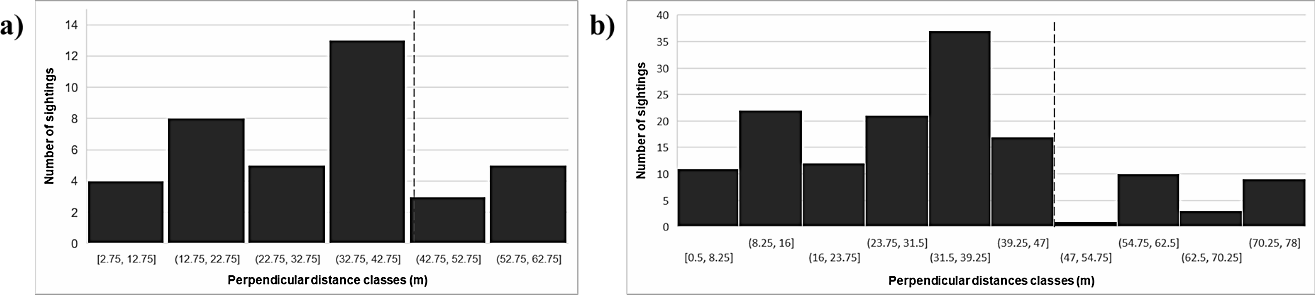 a)
Number of sightings
14
12
10
8
6
4
2
0
[2.75, 12.75] (12.75, 22.75] (22.75, 32.75] (32.75, 42.75] (42.75, 52.75] (52.75, 62.75]
Perpendicular distance classes (m)
b)
Number of sightings
40
35
30
25
20
15
10
5
0
(8.25, 16] (23.75, 31.5] (39.25, 47] (54.75, 62.5] (70.25, 78]
[0.5, 8.25] (16, 23.75] (31.5, 39.25] (47, 54.75] (62.5, 70.25]
Perpendicular distances classes (m)